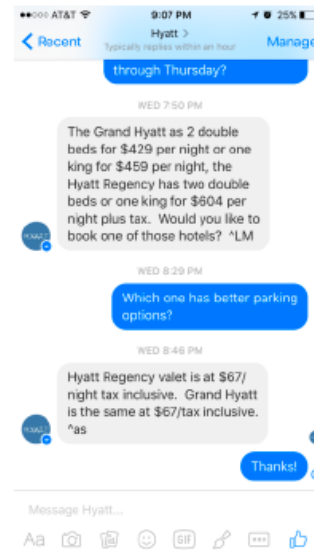 AT&T 9:07 PM 25%
Recent Hyatt > Manage
Typically replies within an hour
through Thursday?
WED 7:50 PM
The Grand Hyatt as 2 double
beds for $429 per night or one
king for $459 per night, the
Hyatt Regency has two double
beds or one king for $604 per
night plus tax. Would you like to
book one of those hotels? ^LM
HYATT
WED 8:29 PM
Which one has better parking
options?
WED 8:46 PM
Hyatt Regency valet is at $67/
night tax inclusive. Grand Hyatt
is the same at $67/tax inclusive.
^as
HYATT
Thanks!
Message Hyatt...
Aa GIF